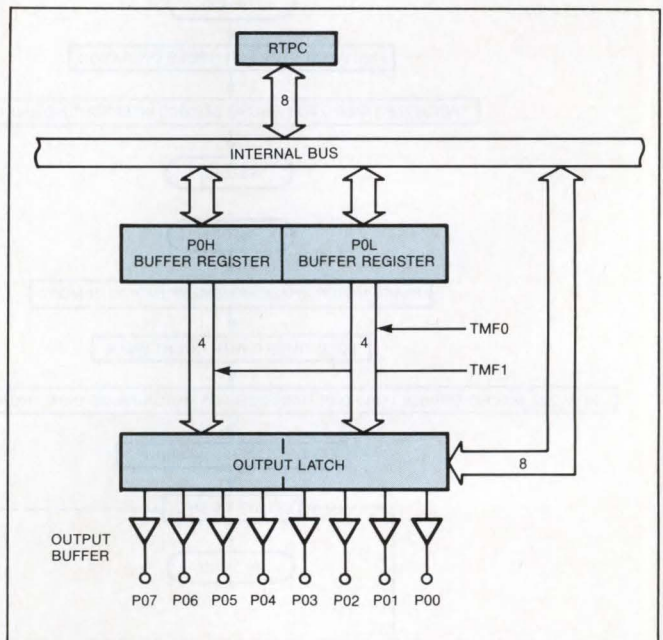 RTPC
8
INTERNAL BUS
P0H
BUFFER REGISTER
P0L
BUFFER REGISTER
TMF0
4
4
TMF1
OUTPUT LATCH
8
OUTPUT
BUFFER
P07 P06 P05 P04 P03 P02 P01 P00